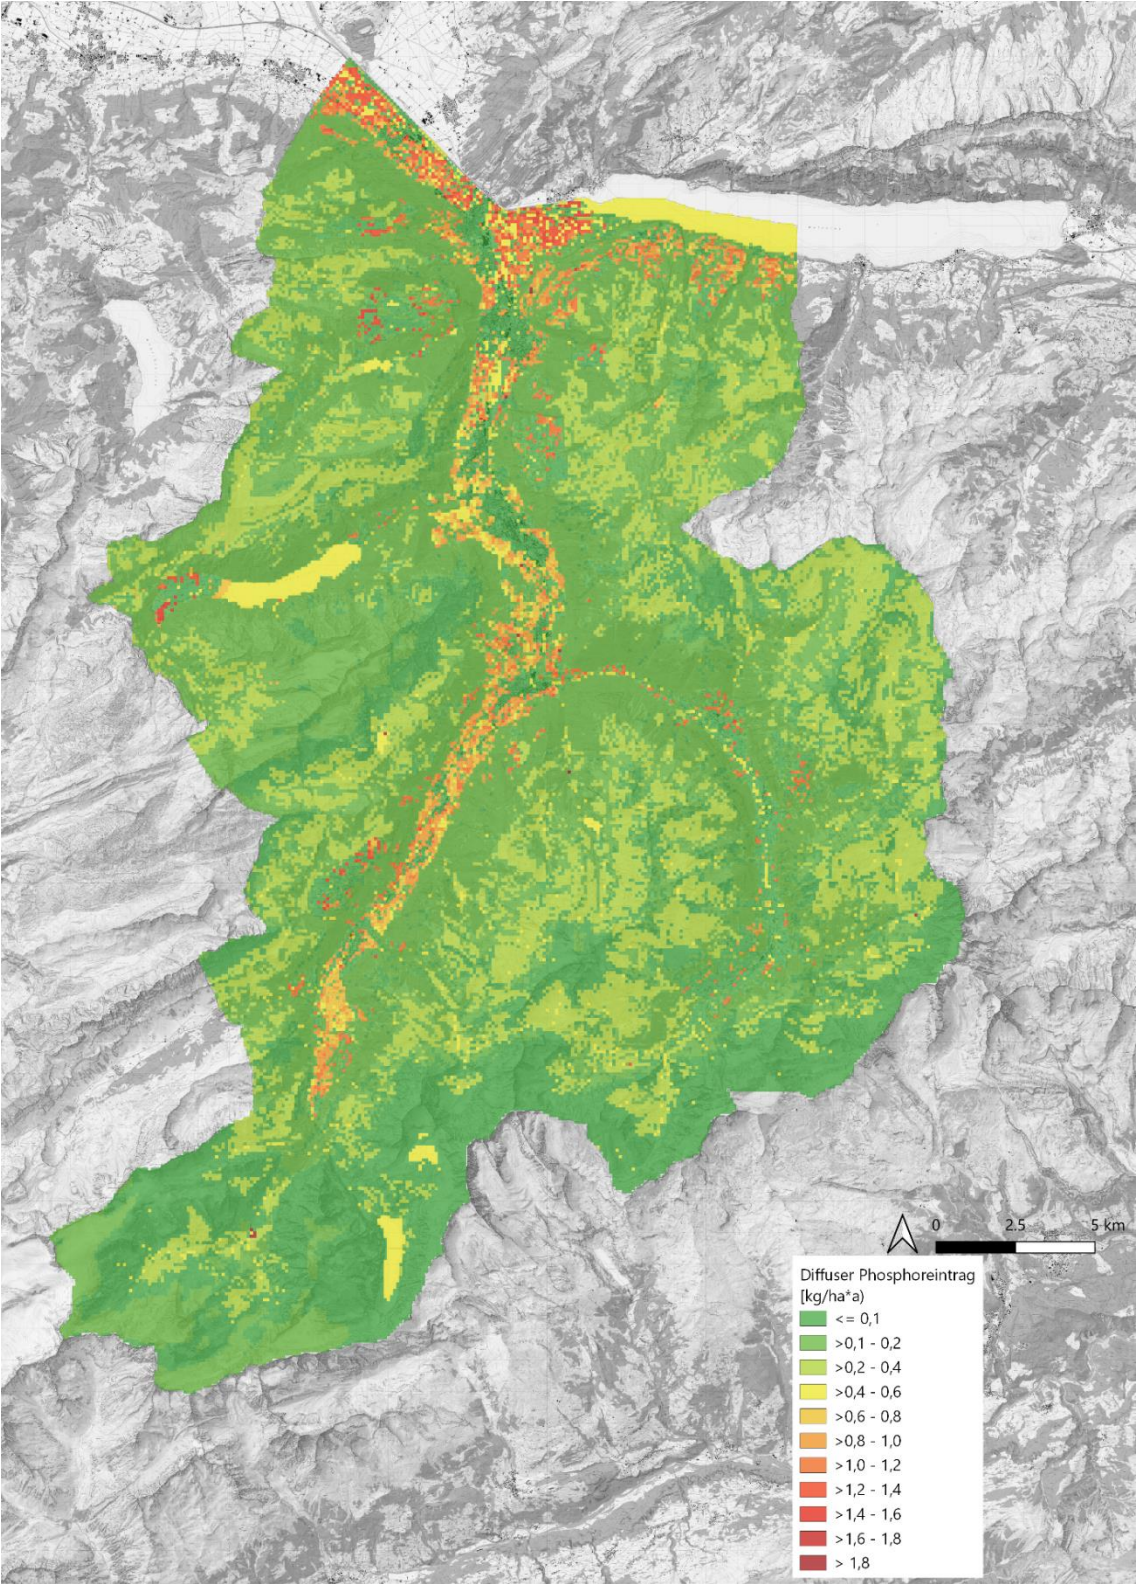 0 2.5 5 km
Diffuser Phosphoreintrag
[kg/ha*a)
<= 0,1
>0,1 - 0,2
>0,2 - 0,4
>0,4 - 0,6
>0,6 - 0,8
>0,8 - 1,0
>1,0 - 1,2
>1,2 - 1,4
>1,4 - 1,6
>1,6 - 1,8
> 1,8